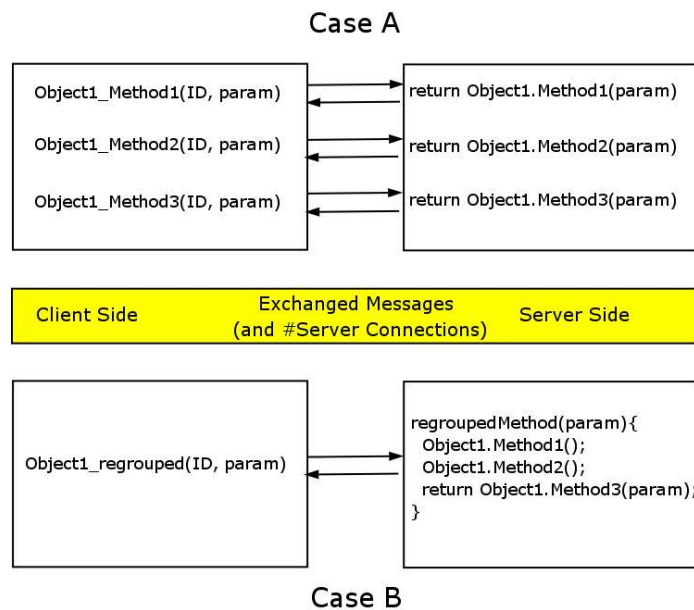 Case A
Object1_Method1(ID, param)
return Object1.Method1(param)
Object1_Method2(ID, param)
return Object1.Method2(param)
Object1_Method3(ID, param)
return Object1.Method3(param)
Client Side
Exchanged Messages
(and #Server Connections)
Server Side
Object1_regrouped(ID, param)
regroupedMethod(param){
Object1.Method1();
Object1.Method2();
return Object1.Method3(param);
}
Case B